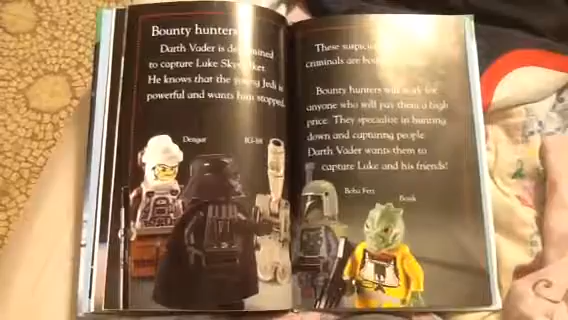 Bounty hunters
Darth Vader is determined
to capture Luke Skywalker.
He knows that the young Jedi is
powerful and wants him stopped.
Dengar
IG-88
These
criminals are
Bounty hunters will work for
anyone who will pay them a high
price. They specialize in hunting
down and capturing people
Darth Vader wants them to
capture Luke and his friends!
Boba Fett
Bossk